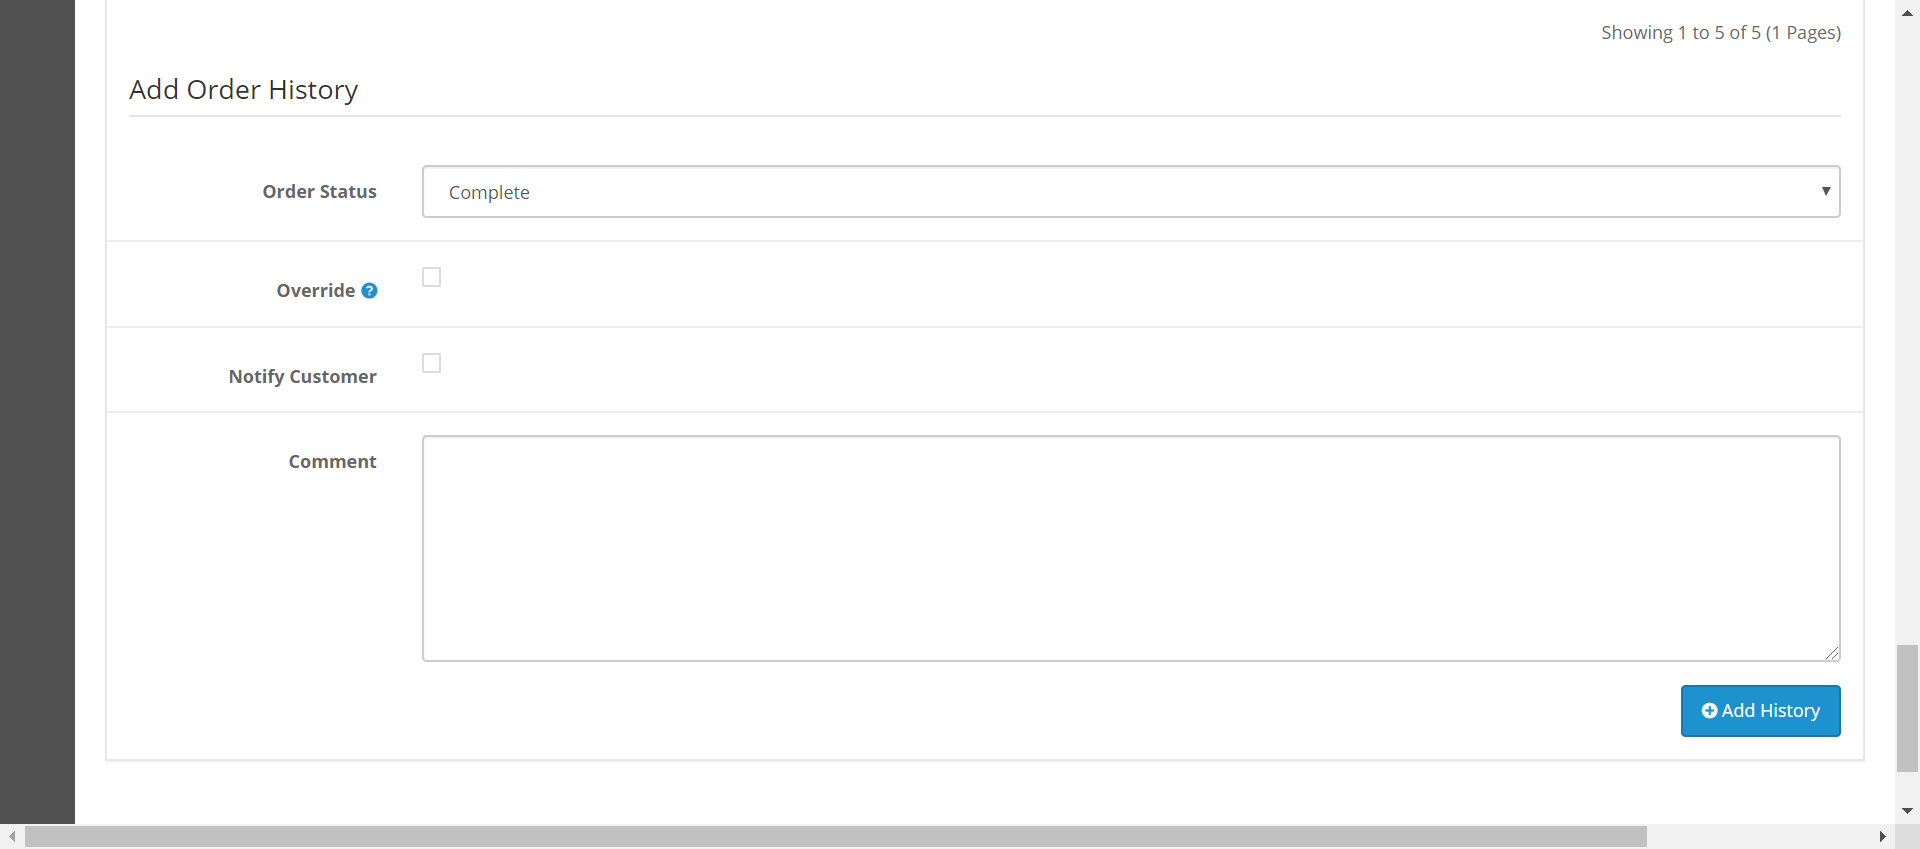 Showing 1 to 5 of 5 (1 Pages)
Add Order History
Order Status
Complete
Override
Notify Customer
Comment
Add History